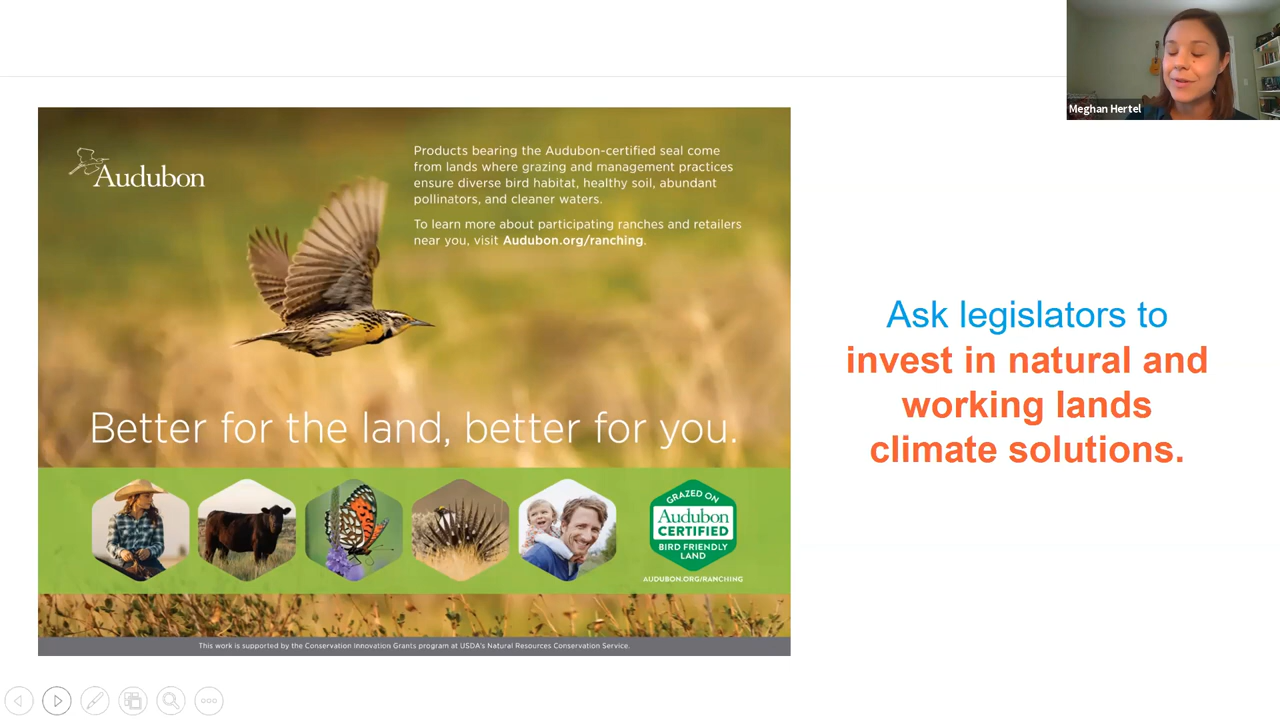 Meghan Hertel
Audubon
Products bearing the Audubon-certified seal come
from lands where grazing and management practices
ensure diverse bird habitat, healthy soil, abundant
pollinators, and cleaner waters.
To learn more about participating ranches and retailers
near you, visit Audubon.org/ranching.
Better for the land, better for you.
GRAZED ON
Audubon
CERTIFIED
BIRD FRIENDLY
LAND
AUDUBON.ORG/RANCHING
This work is supported by the Conservation Innovation Grants program at USDA's Natural Resources Conservation Service.
Ask legislators to
invest in natural and
working lands
climate solutions.